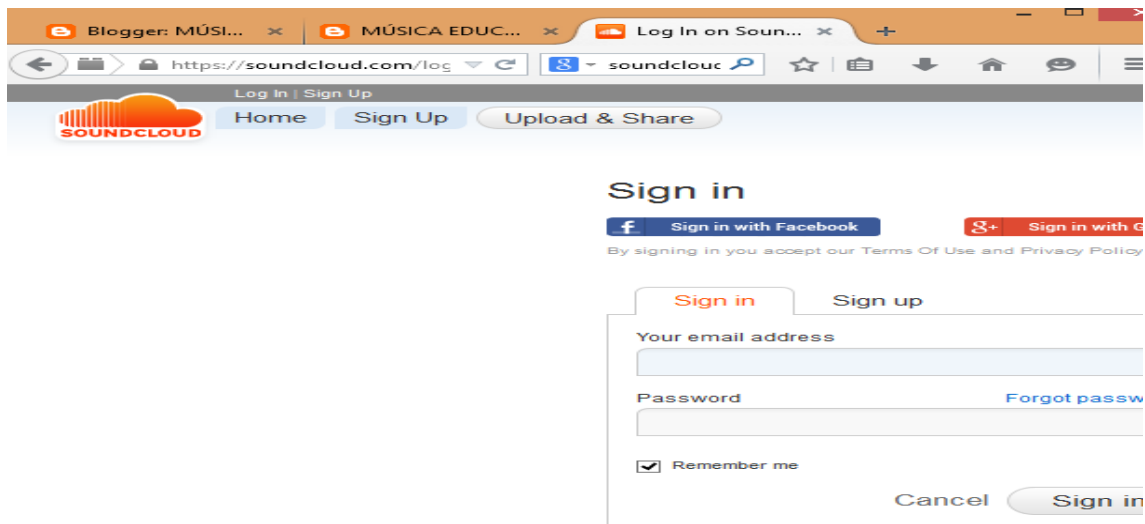 Blogger: MÚSI... MÚSICA EDUC... Log In on Soun...
https://soundcloud.com/log soundclouc
Log In | Sign Up
SOUNDCLOUD
Home Sign Up Upload & Share
Sign in
Sign in with Facebook Sign in with G
By signing in you accept our Terms Of Use and Privacy Policy
Sign in Sign up
Your email address
Password Forgot passw
Remember me
Cancel Sign in